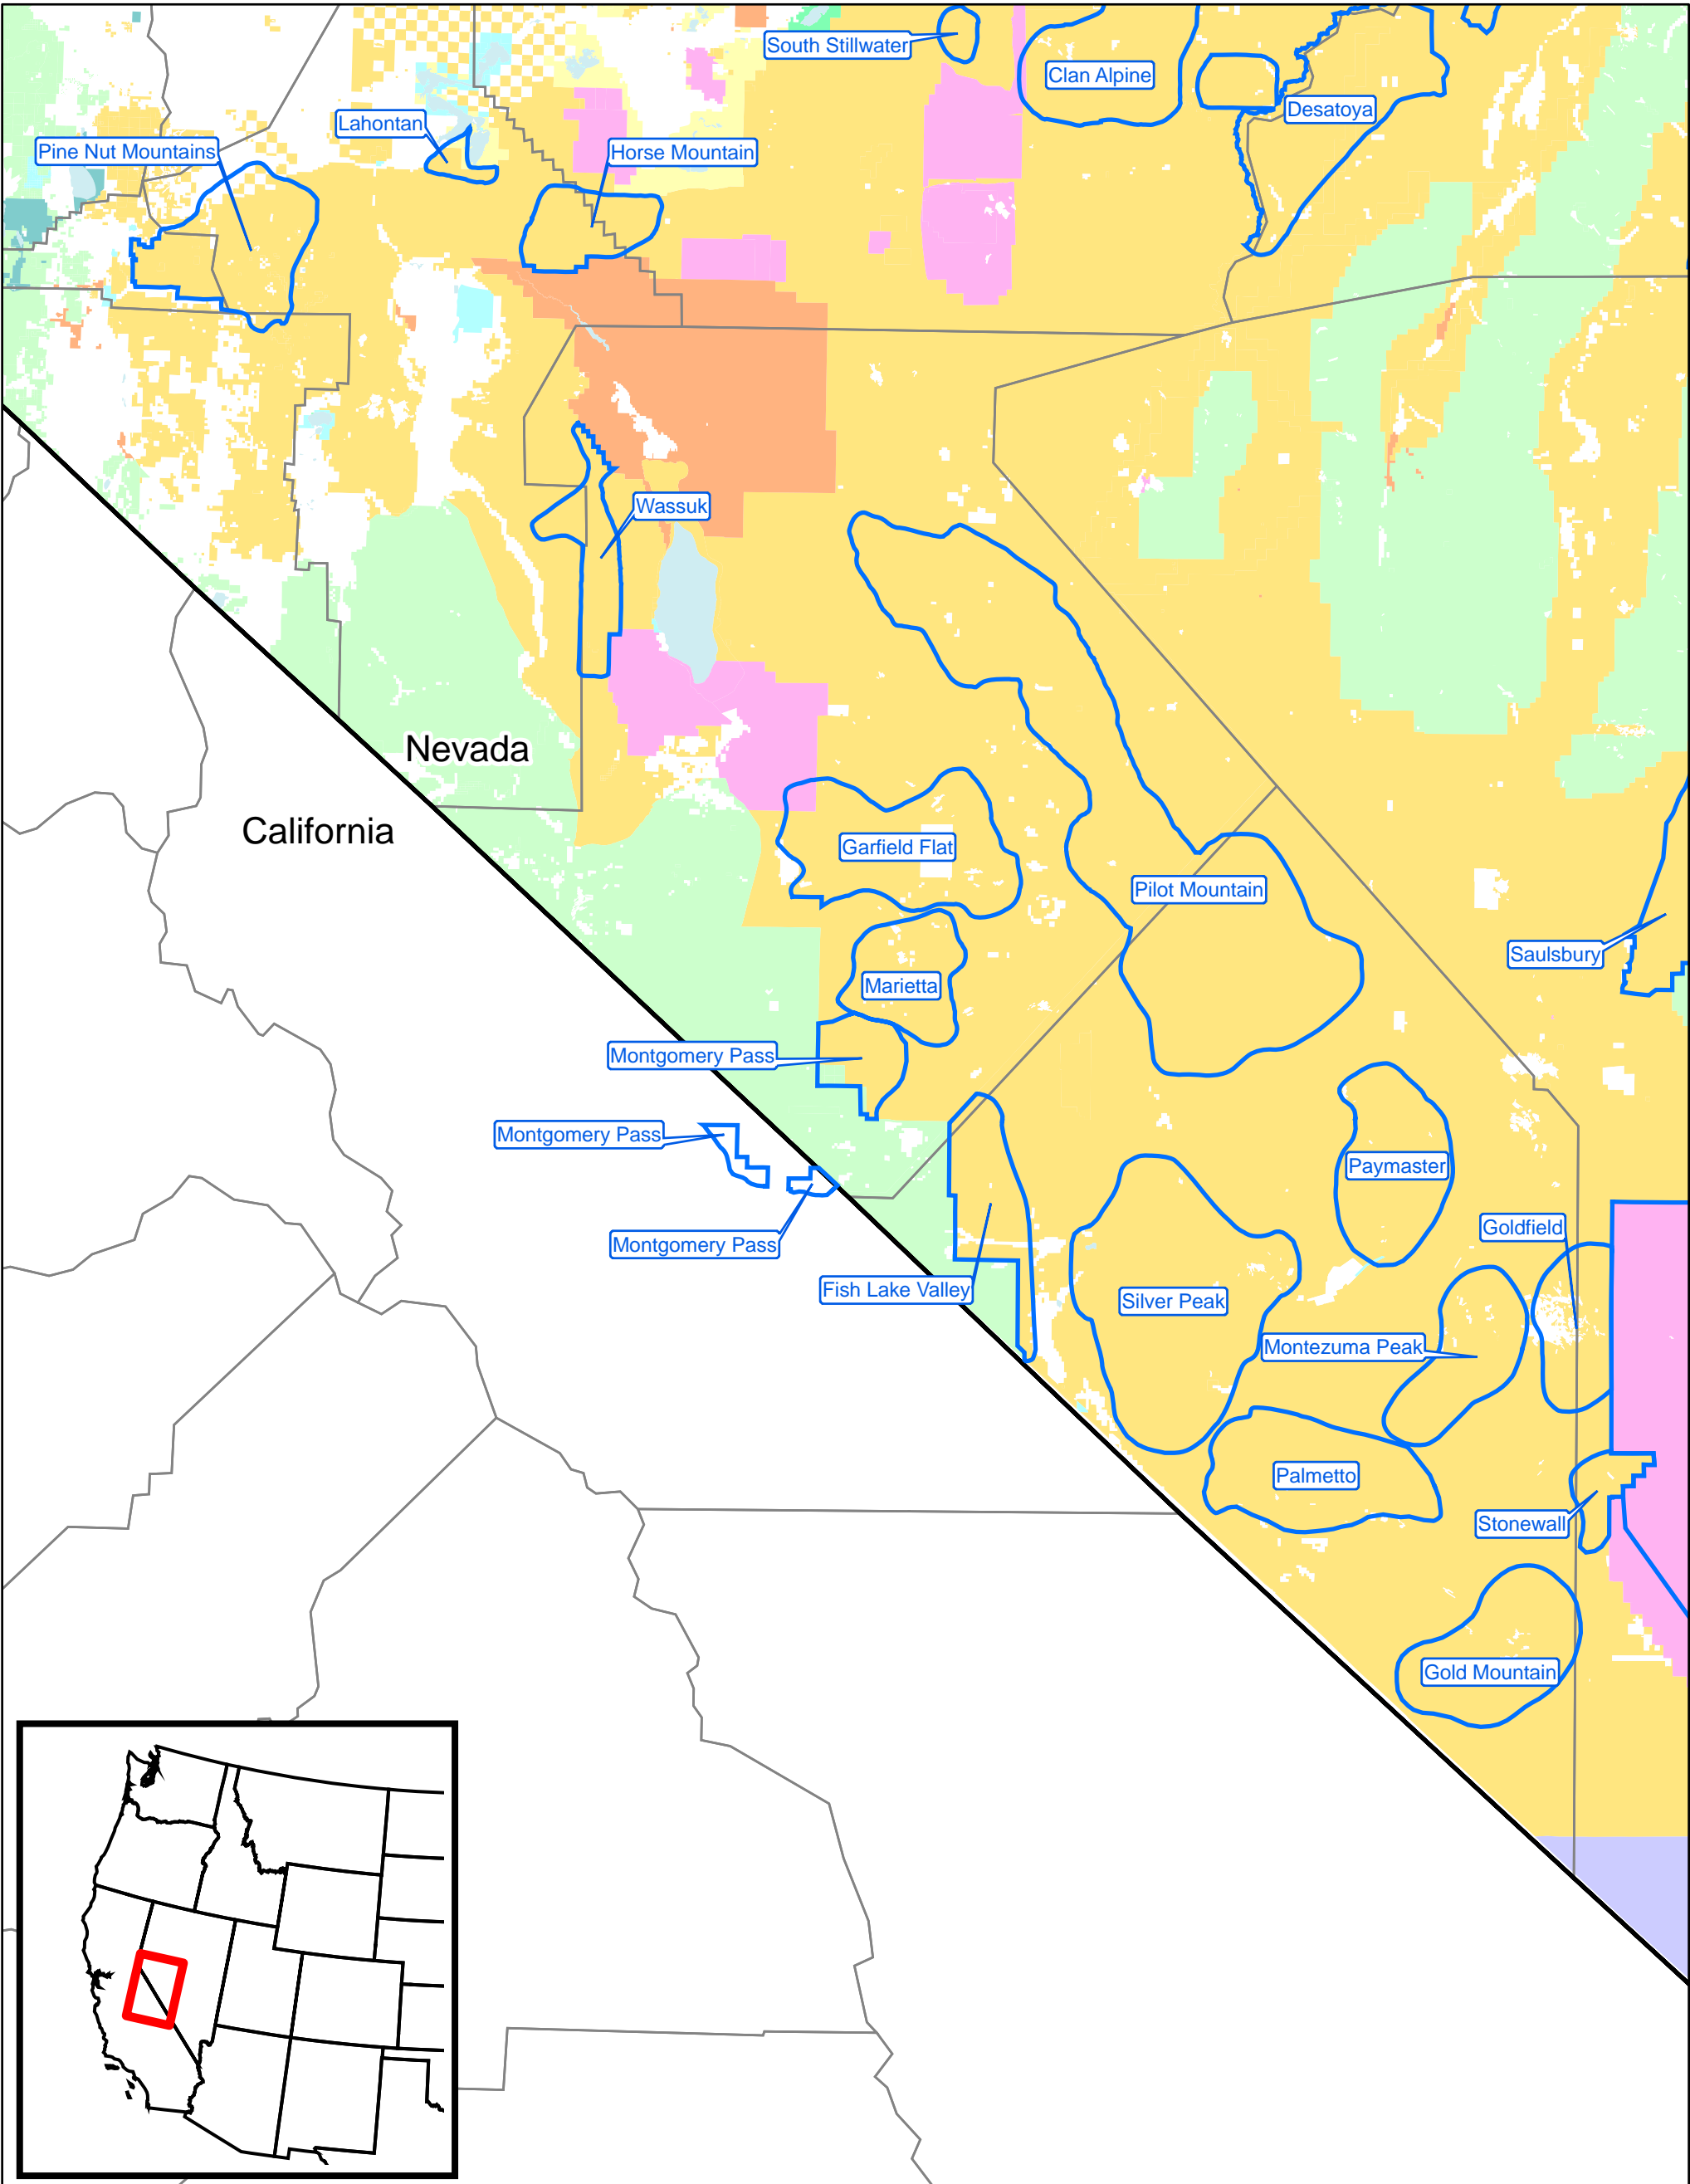 South Stillwater
Clan Alpine
Desatoya
Lahontan
Pine Nut Mountains
Horse Mountain
Wassuk
Nevada
California
Garfield Flat
Pilot Mountain
Saulsbury
Marietta
Montgomery Pass
Montgomery Pass
Paymaster
Goldfield
Montgomery Pass
Fish Lake Valley
Silver Peak
Montezuma Peak
Palmetto
Stonewall
Gold Mountain